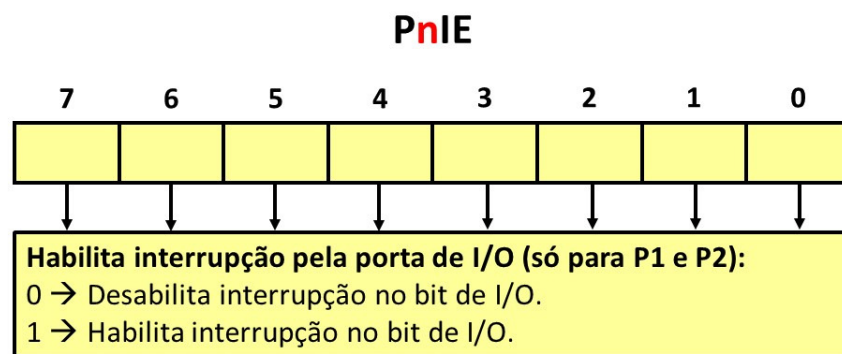 PnIE
7 6 5 4 3 2 1 0
Habilita interrupção pela porta de I/O (só para P1 e P2):
0 → Desabilita interrupção no bit de I/O.
1 → Habilita interrupção no bit de I/O.